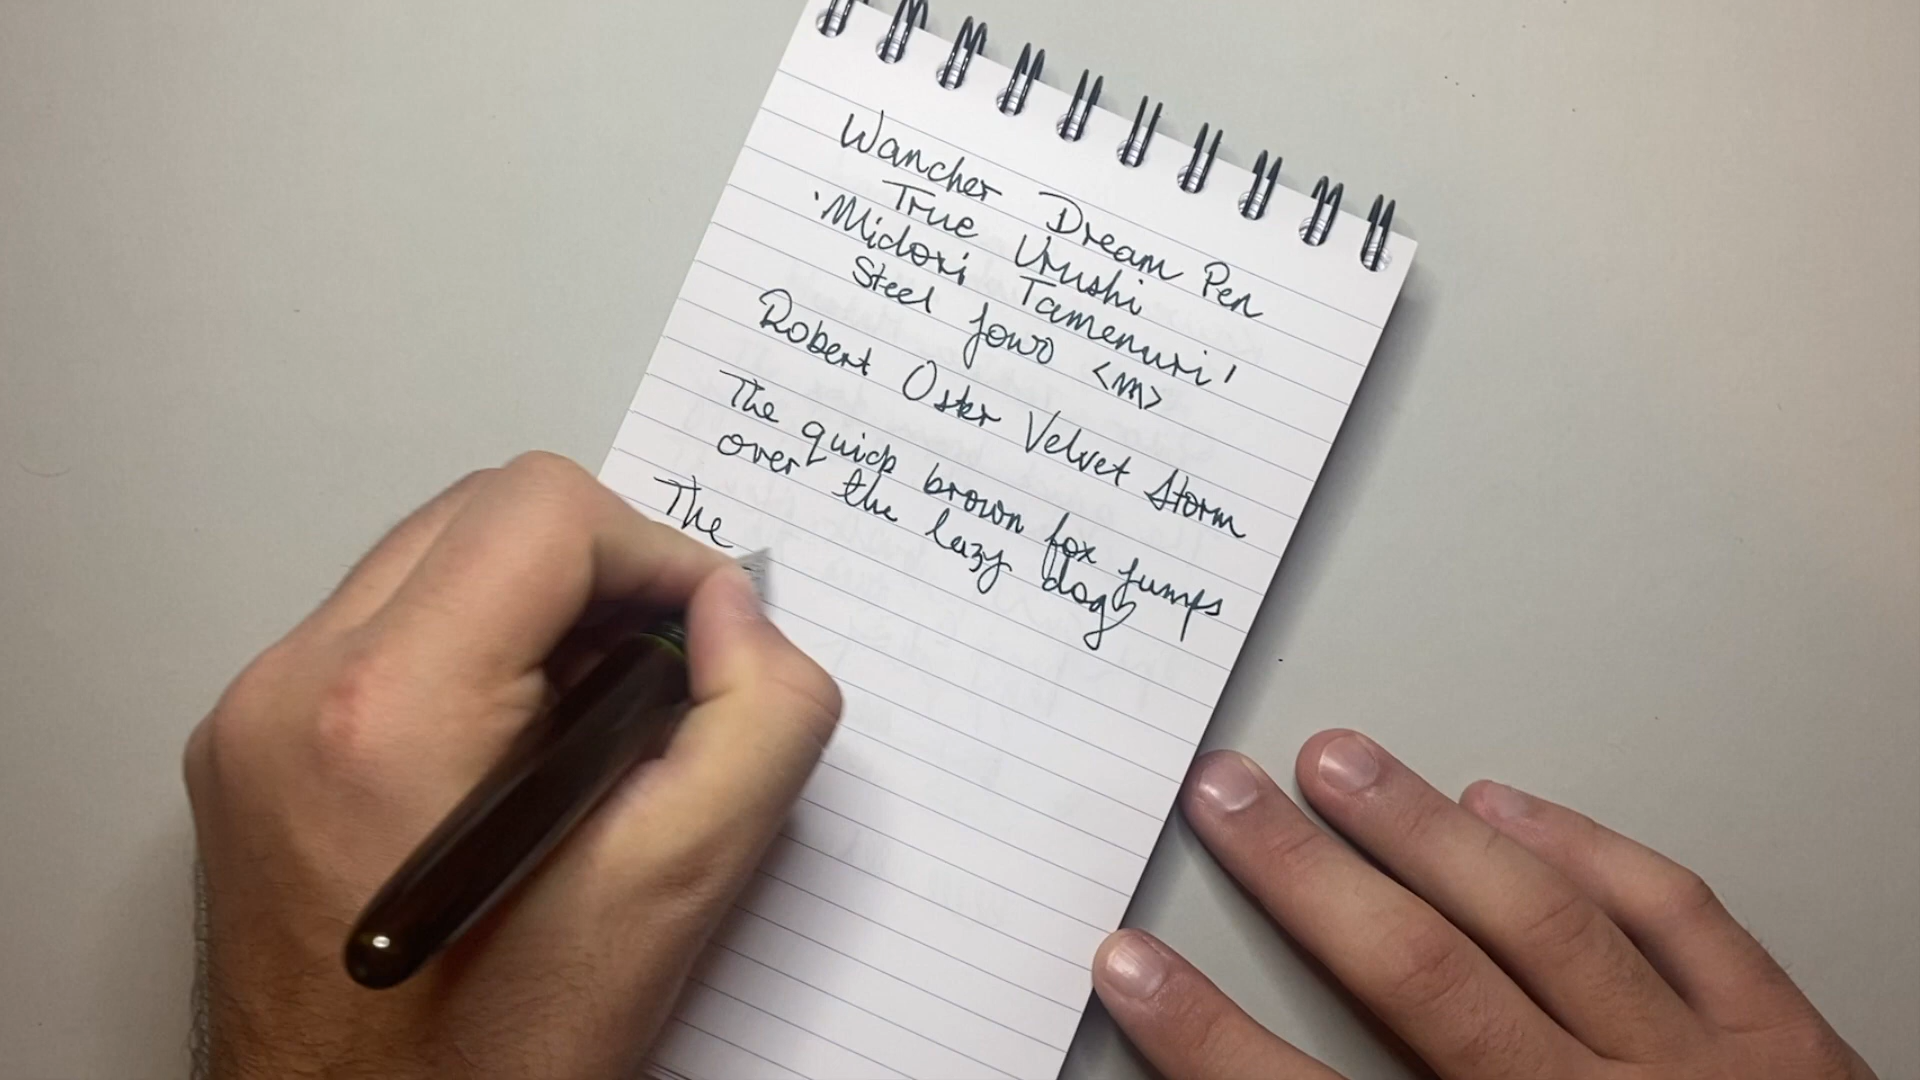 Wancher Dream Pen
True Urushi
'Midori Tamenuri'
Steel Jowo <M>
Robert Oster Velvet Storm
The quick brown fox jumps
over the lazy dog
The